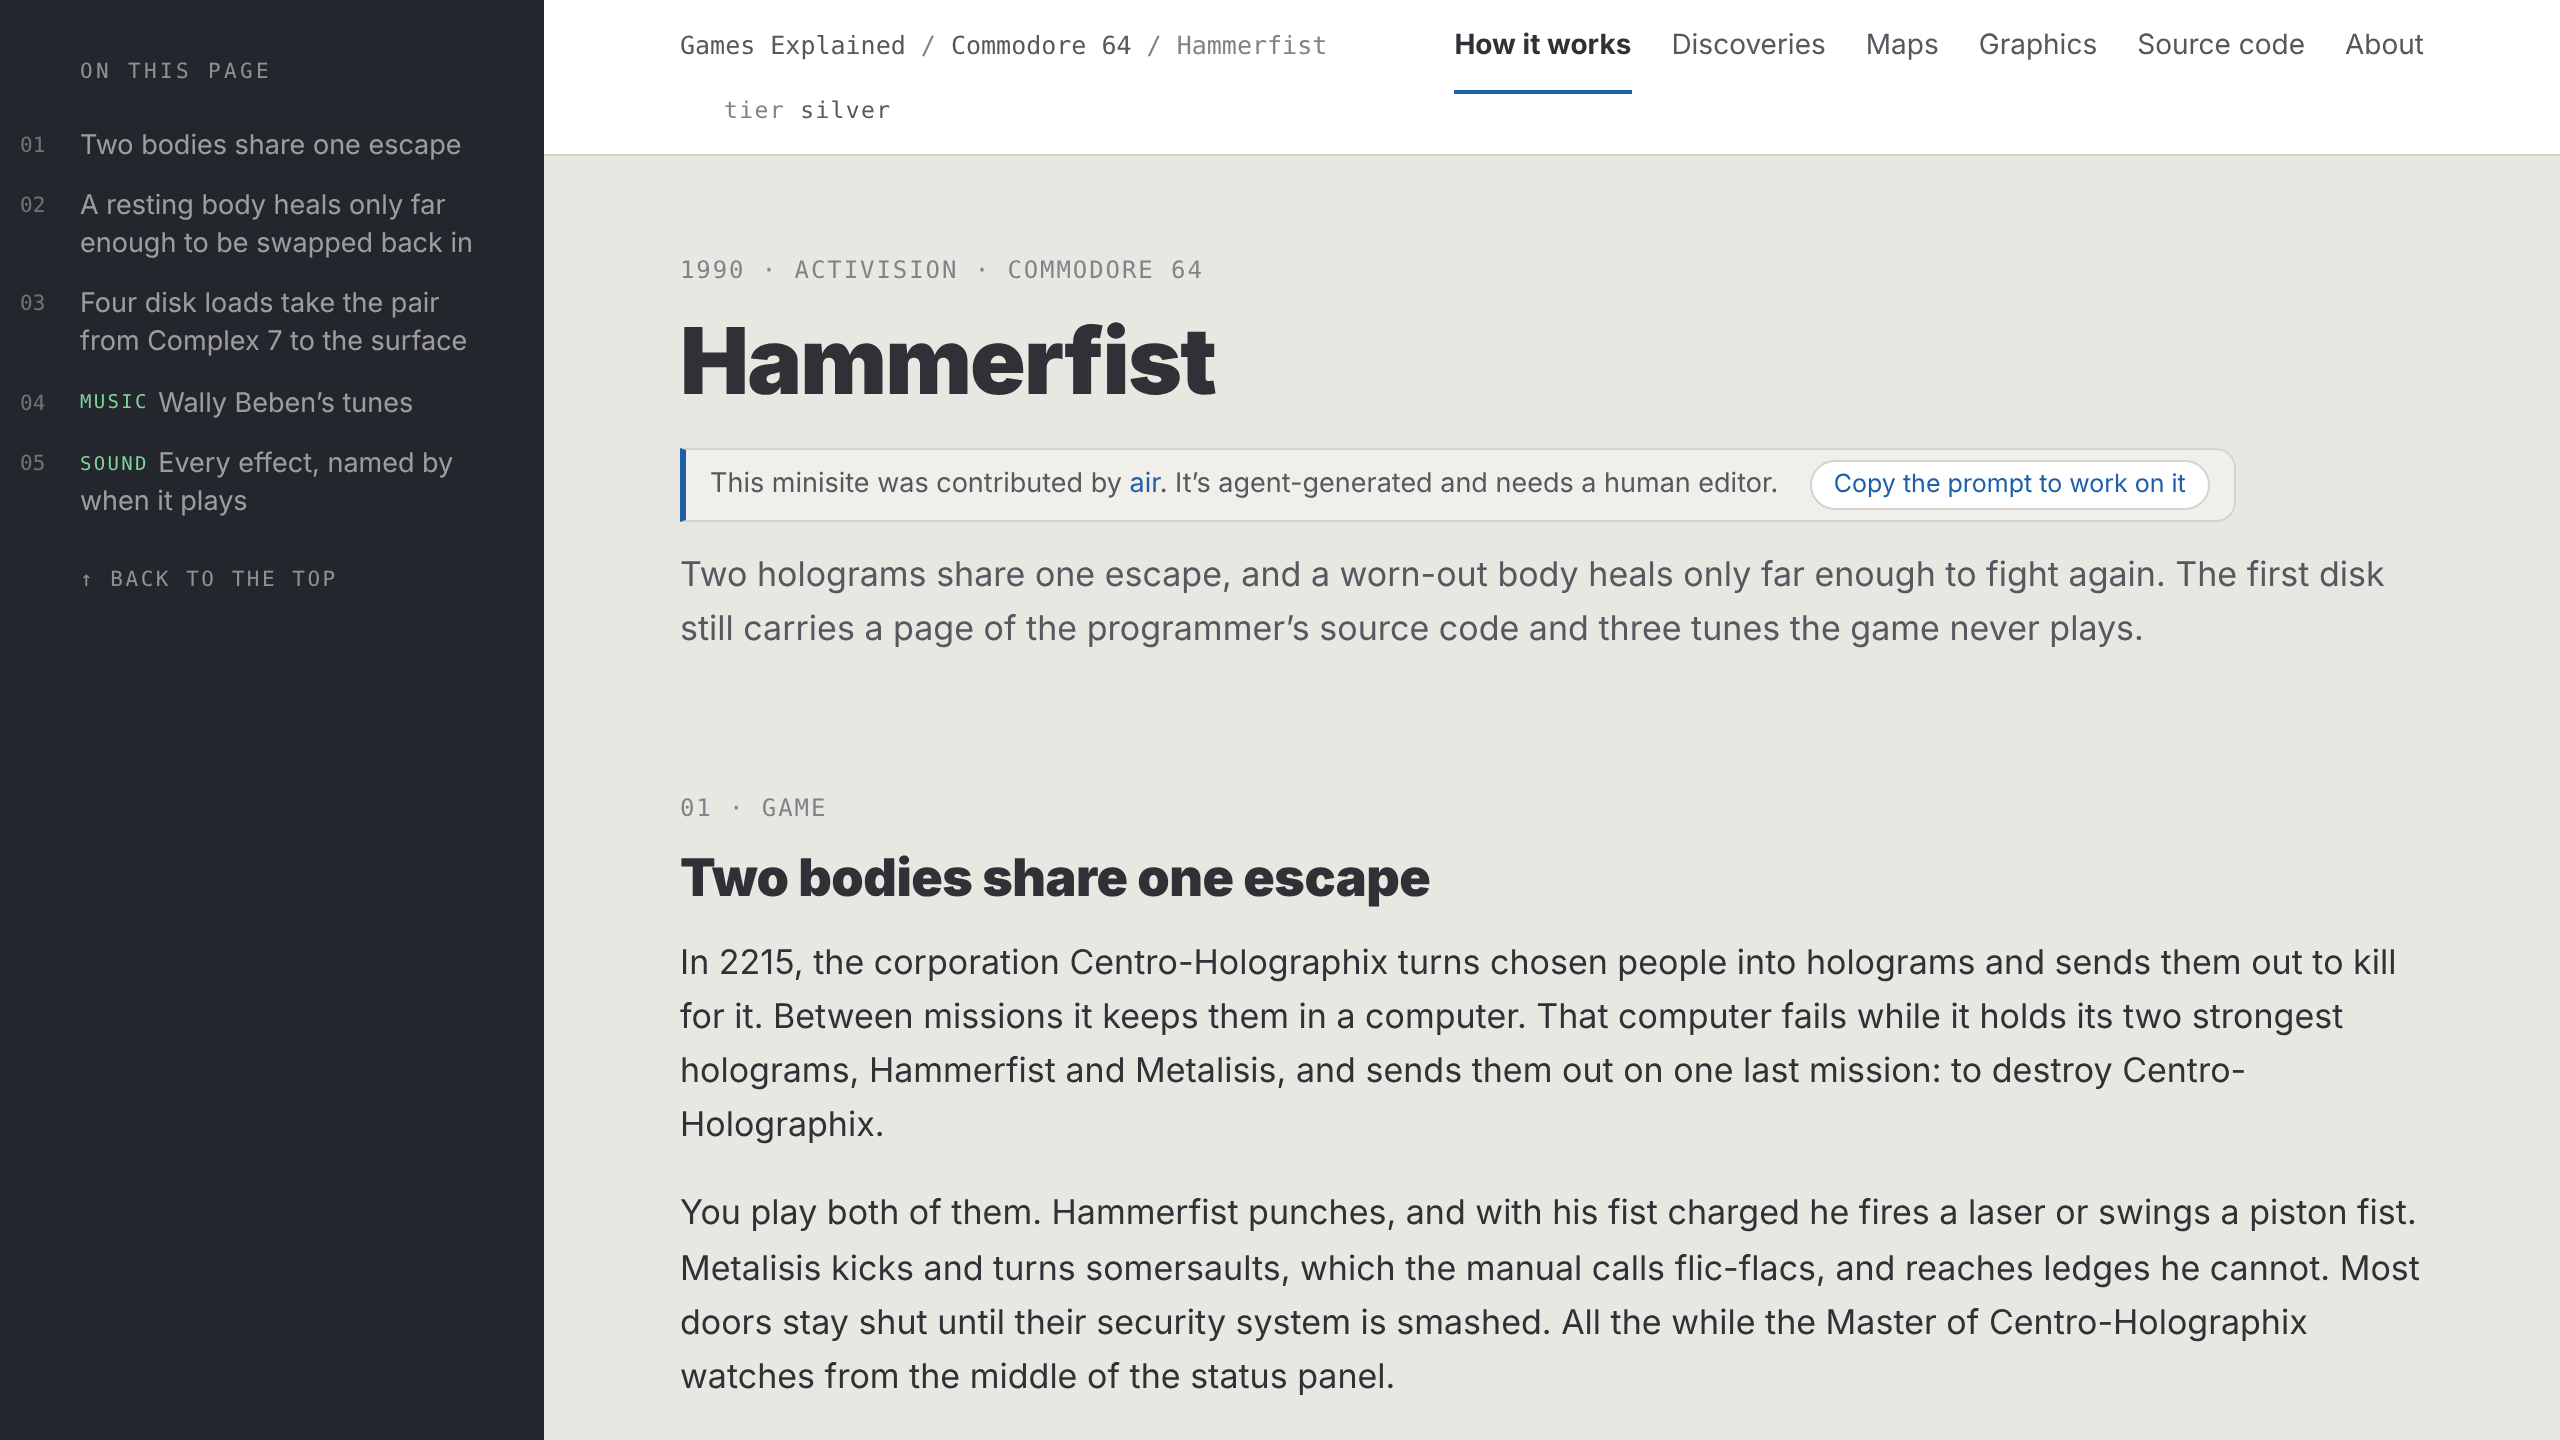 ON THIS PAGE
01 Two bodies share one escape
02 A resting body heals only far
enough to be swapped back in
03 Four disk loads take the pair
from Complex 7 to the surface
04 MUSIC Wally Beben’s tunes
05 SOUND Every effect, named by
when it plays
↑ BACK TO THE TOP
Games Explained / Commodore 64 / Hammerfist
How it works Discoveries Maps Graphics Source code About
tier silver
1990 · ACTIVISION · COMMODORE 64
Hammerfist
This minisite was contributed by air. It’s agent-generated and needs a human editor. Copy the prompt to work on it
Two holograms share one escape, and a worn-out body heals only far enough to fight again. The first disk
still carries a page of the programmer’s source code and three tunes the game never plays.
01 · GAME
Two bodies share one escape
In 2215, the corporation Centro-Holographix turns chosen people into holograms and sends them out to kill
for it. Between missions it keeps them in a computer. That computer fails while it holds its two strongest
holograms, Hammerfist and Metalisis, and sends them out on one last mission: to destroy Centro-
Holographix.
You play both of them. Hammerfist punches, and with his fist charged he fires a laser or swings a piston fist.
Metalisis kicks and turns somersaults, which the manual calls flic-flacs, and reaches ledges he cannot. Most
doors stay shut until their security system is smashed. All the while the Master of Centro-Holographix
watches from the middle of the status panel.